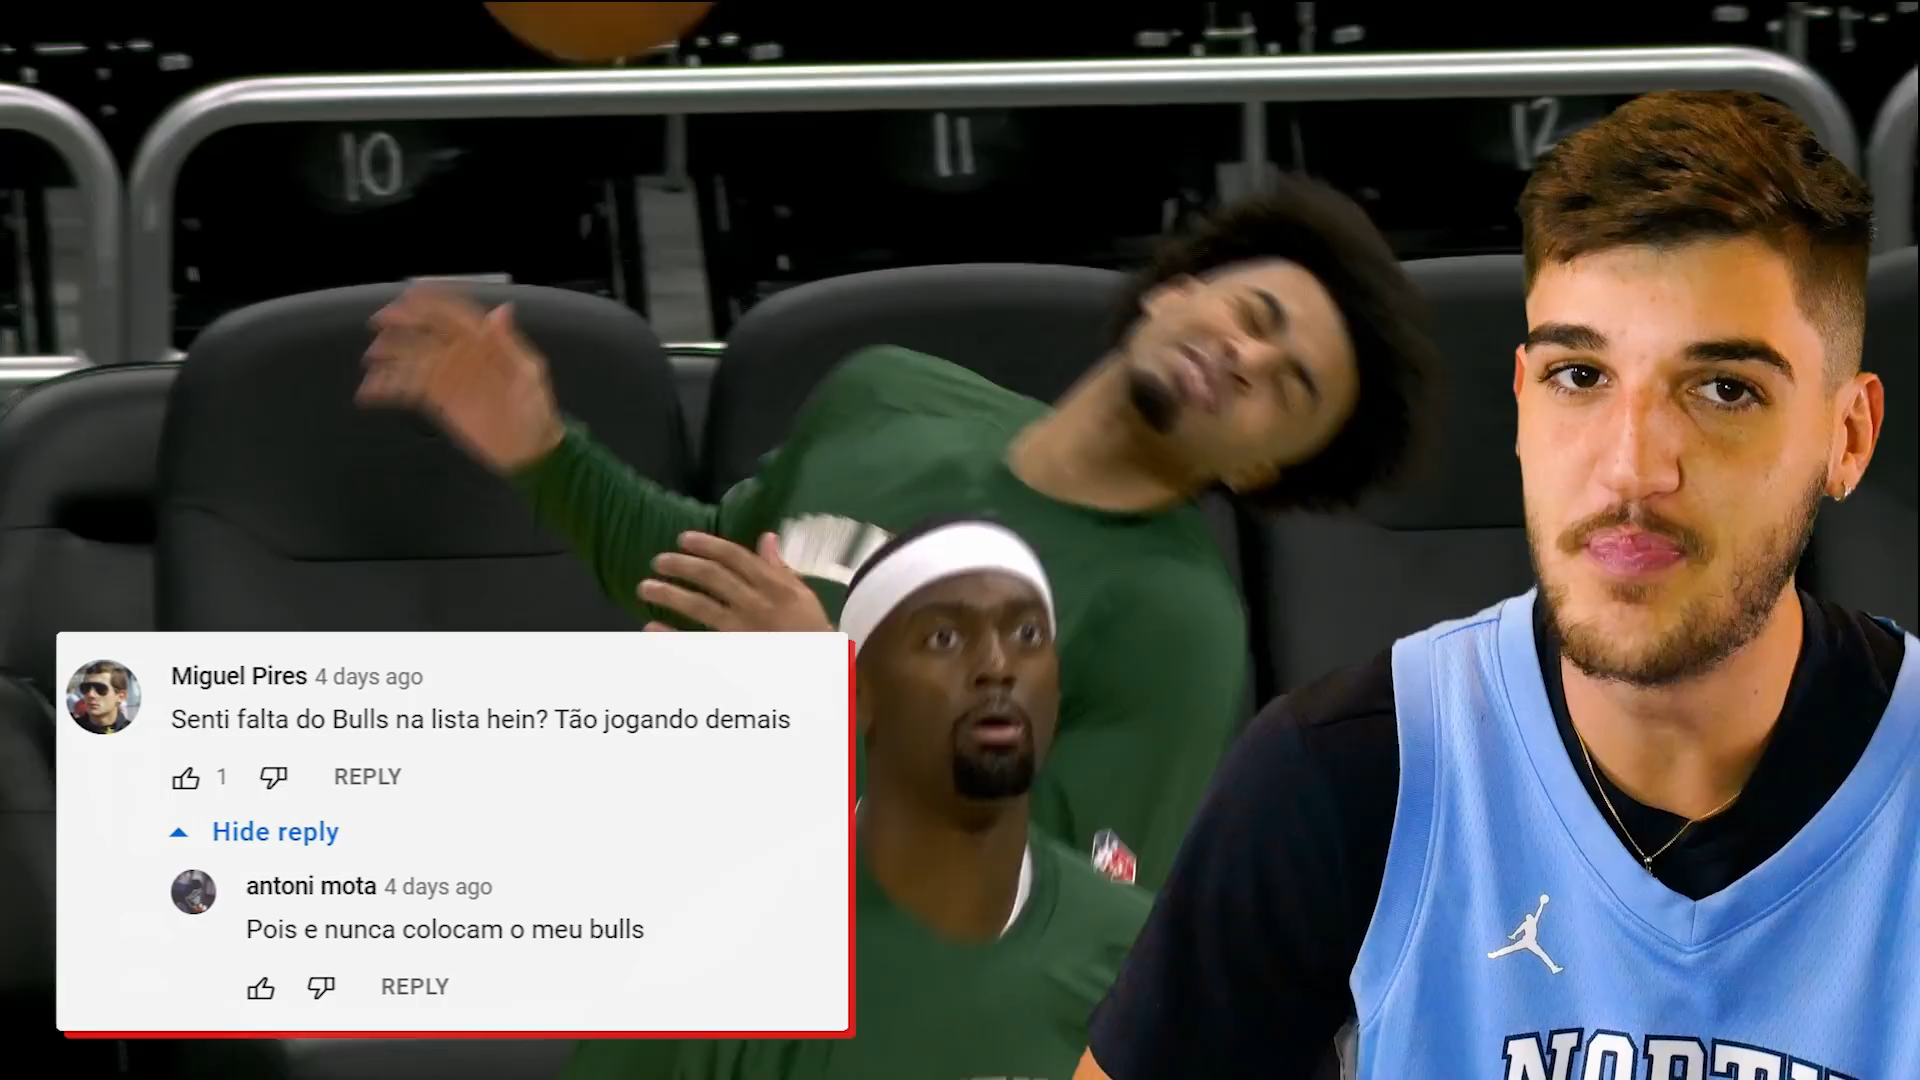 10
11
12
Miguel Pires 4 days ago
Senti falta do Bulls na lista hein? Tão jogando demais
1
REPLY
Hide reply
antoni mota 4 days ago
Pois e nunca colocam o meu bulls
REPLY